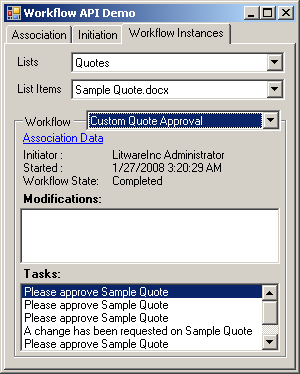 Workflow API Demo
Association Initiation Workflow Instances
Lists Quotes
List Items Sample Quote.docx
Workflow Custom Quote Approval
Association Data
Initiator : LitwareInc Administrator
Started : 1/27/2008 3:20:29 AM
Workflow State: Completed
Modifications:
Tasks:
Please approve Sample Quote
Please approve Sample Quote
Please approve Sample Quote
A change has been requested on Sample Quote
Please approve Sample Quote